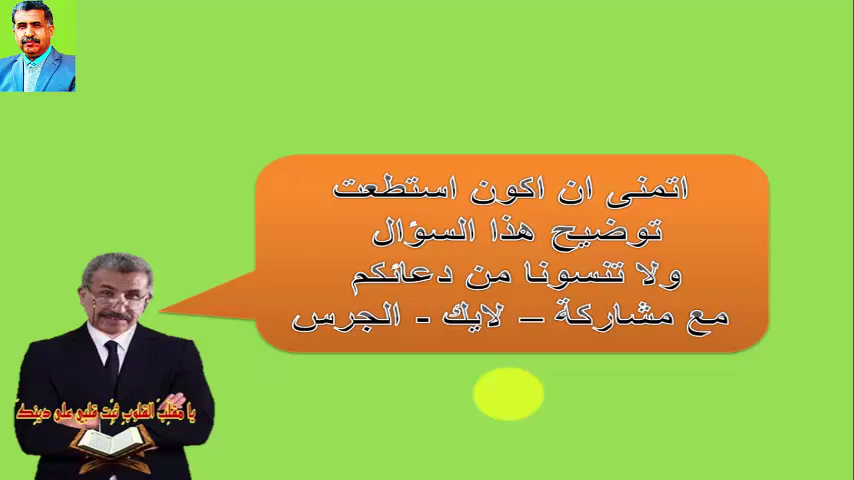 اتمنى ان اكون استطعت
توضيح هذا السؤال
ولا تنسونا من دعائكم
مع مشاركة – لايك - الجرس
يا مقلب القلوب ثبت قلبي على دينك